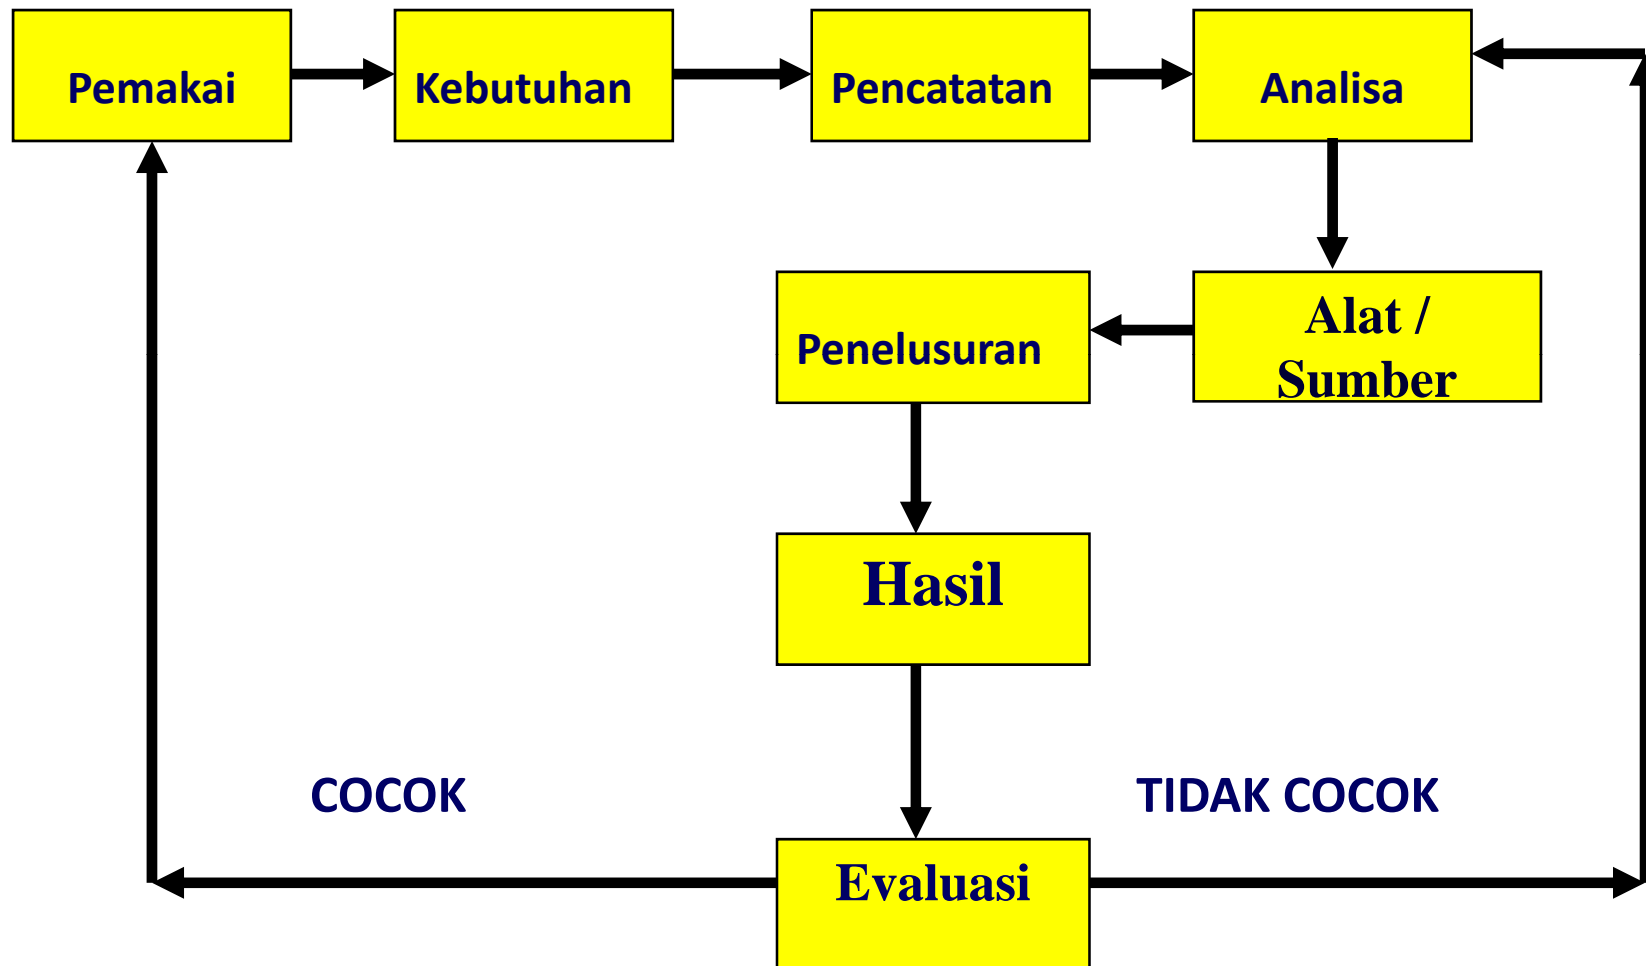 Pemakai
Kebutuhan
Pencatatan
Analisa
Penelusuran
Alat /
Sumber
Hasil
COCOK
TIDAK COCOK
Evaluasi